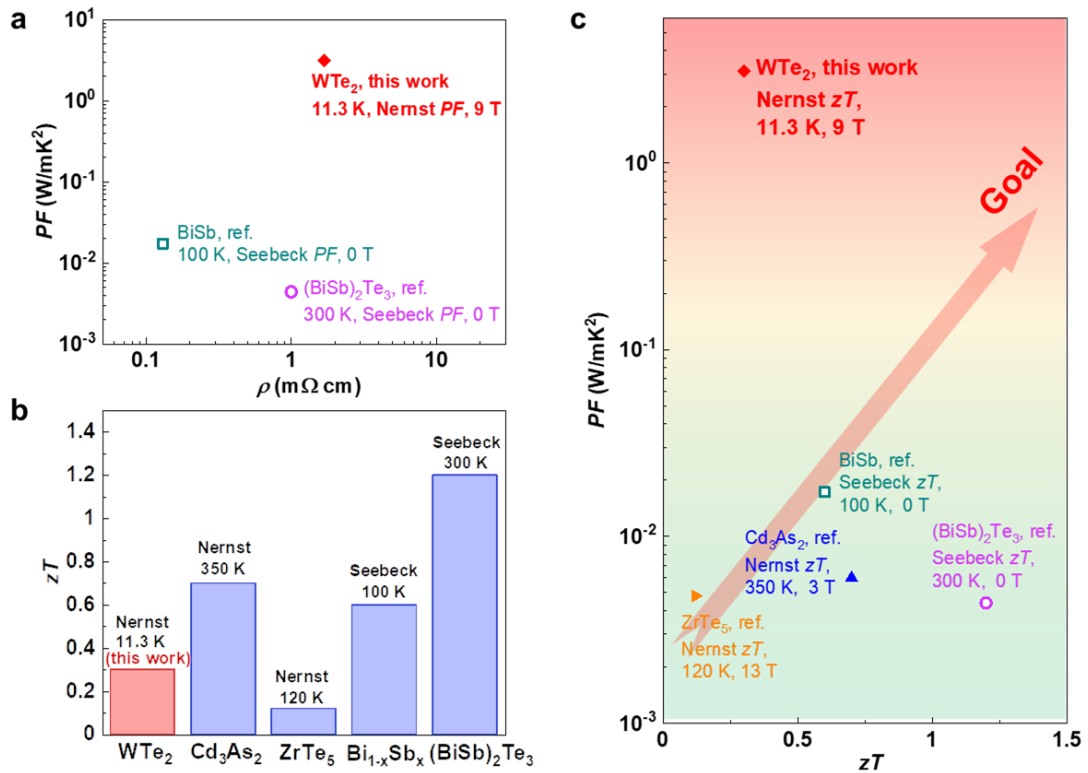 a
PF (W/mK²)
10¹
10⁰
10⁻¹
10⁻²
10⁻³
WTe₂, this work
11.3 K, Nernst PF, 9 T
BiSb, ref.
100 K, Seebeck PF, 0 T
(BiSb)₂Te₃, ref.
300 K, Seebeck PF, 0 T
0.1 1 10
ρ (mΩ cm)
b
zT
1.4
1.2
1
0.8
0.6
0.4
0.2
0
Nernst
11.3 K
(this work)
Nernst
350 K
Nernst
120 K
Seebeck
100 K
Seebeck
300 K
WTe₂ Cd₃As₂ ZrTe₅ Bi₁₋ₓSbₓ (BiSb)₂Te₃
c
PF (W/mK²)
10⁰
10⁻¹
10⁻²
10⁻³
WTe₂, this work
Nernst zT,
11.3 K, 9 T
Goal
BiSb, ref.
Seebeck zT,
100 K, 0 T
Cd₃As₂, ref.
Nernst zT,
350 K, 3 T
(BiSb)₂Te₃, ref.
Seebeck zT,
300 K, 0 T
ZrTe₅, ref.
Nernst zT,
120 K, 13 T
0 0.5 1 1.5
zT